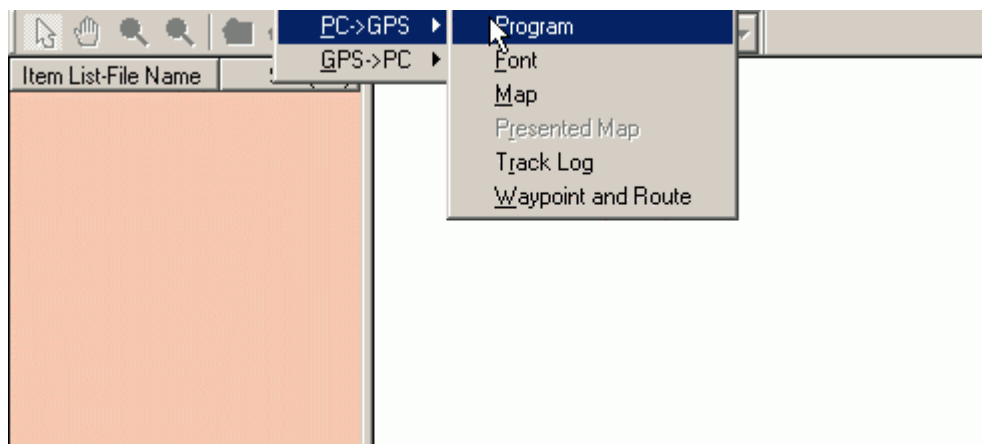 PC->GPS
Program
GPS->PC
Font
Item List-File Name
Map
Presented Map
Track Log
Waypoint and Route